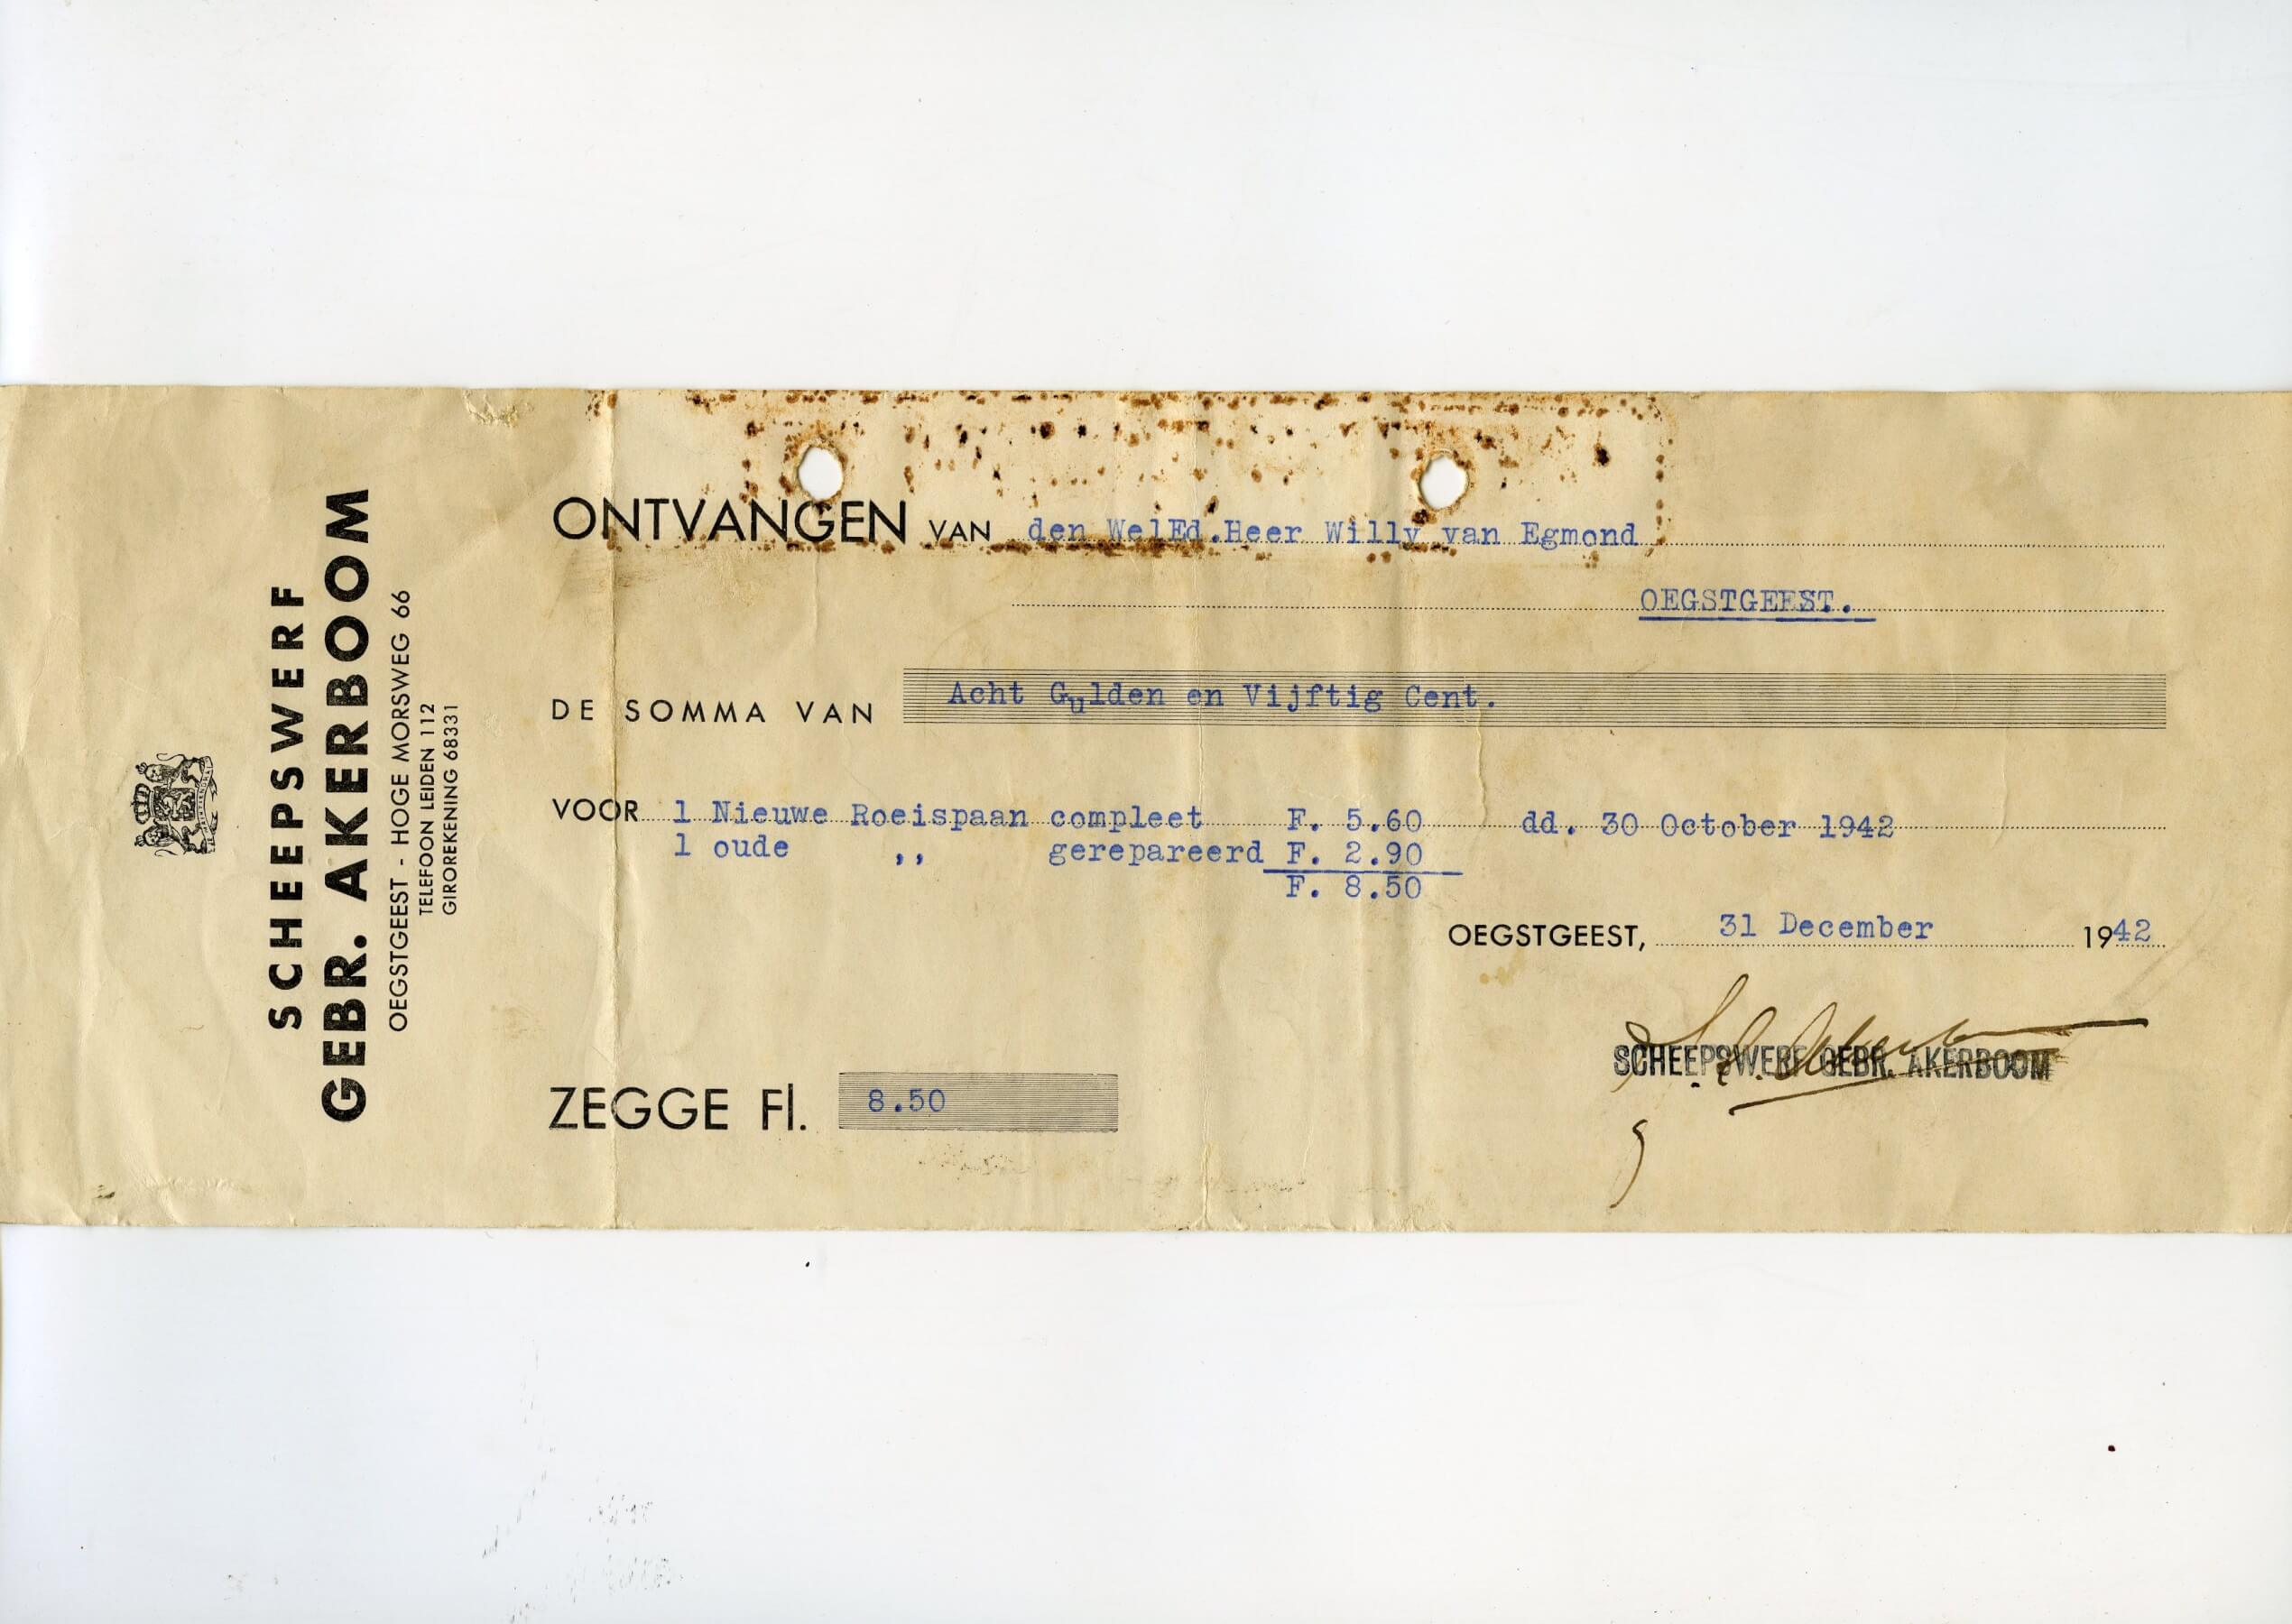 SCHEEPSWERF
GEBR. AKERBOOM
OEGSTGEEST - HOGE MORSWEG 66
TELEFOON LEIDEN 112
GIROREKENING 68331
ONTVANGEN VAN den WelEd.Heer Willy van Egmond
OEGSTGEEST.
DE SOMMA VAN Acht Gulden en Vijftig Cent.
VOOR 1 Nieuwe Roeispaan compleet F. 5.60 dd. 30 October 1942
1 oude ,, gerepareerd F. 2.90
F. 8.50
OEGSTGEEST, 31 December 1942
SCHEEPSWERF GEBR. AKERBOOM
ZEGGE Fl. 8.50